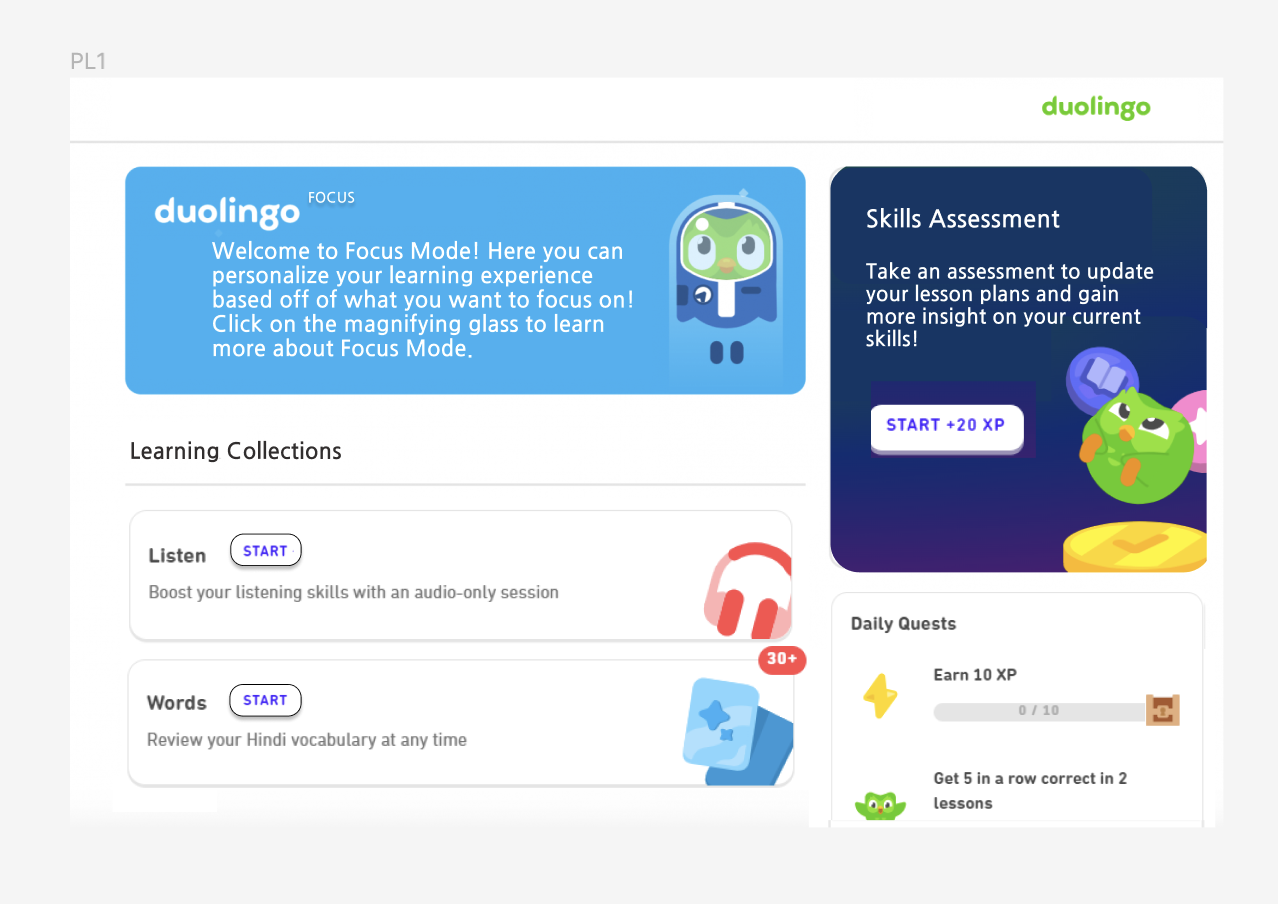 PL1
duolingo
duolingo FOCUS
Welcome to Focus Mode! Here you can
personalize your learning experience
based off of what you want to focus on!
Click on the magnifying glass to learn
more about Focus Mode.
Skills Assessment
Take an assessment to update
your lesson plans and gain
more insight on your current
skills!
START +20 XP
Learning Collections
Listen START
Boost your listening skills with an audio-only session
30+
Words START
Review your Hindi vocabulary at any time
Daily Quests
Earn 10 XP
0 / 10
Get 5 in a row correct in 2
lessons